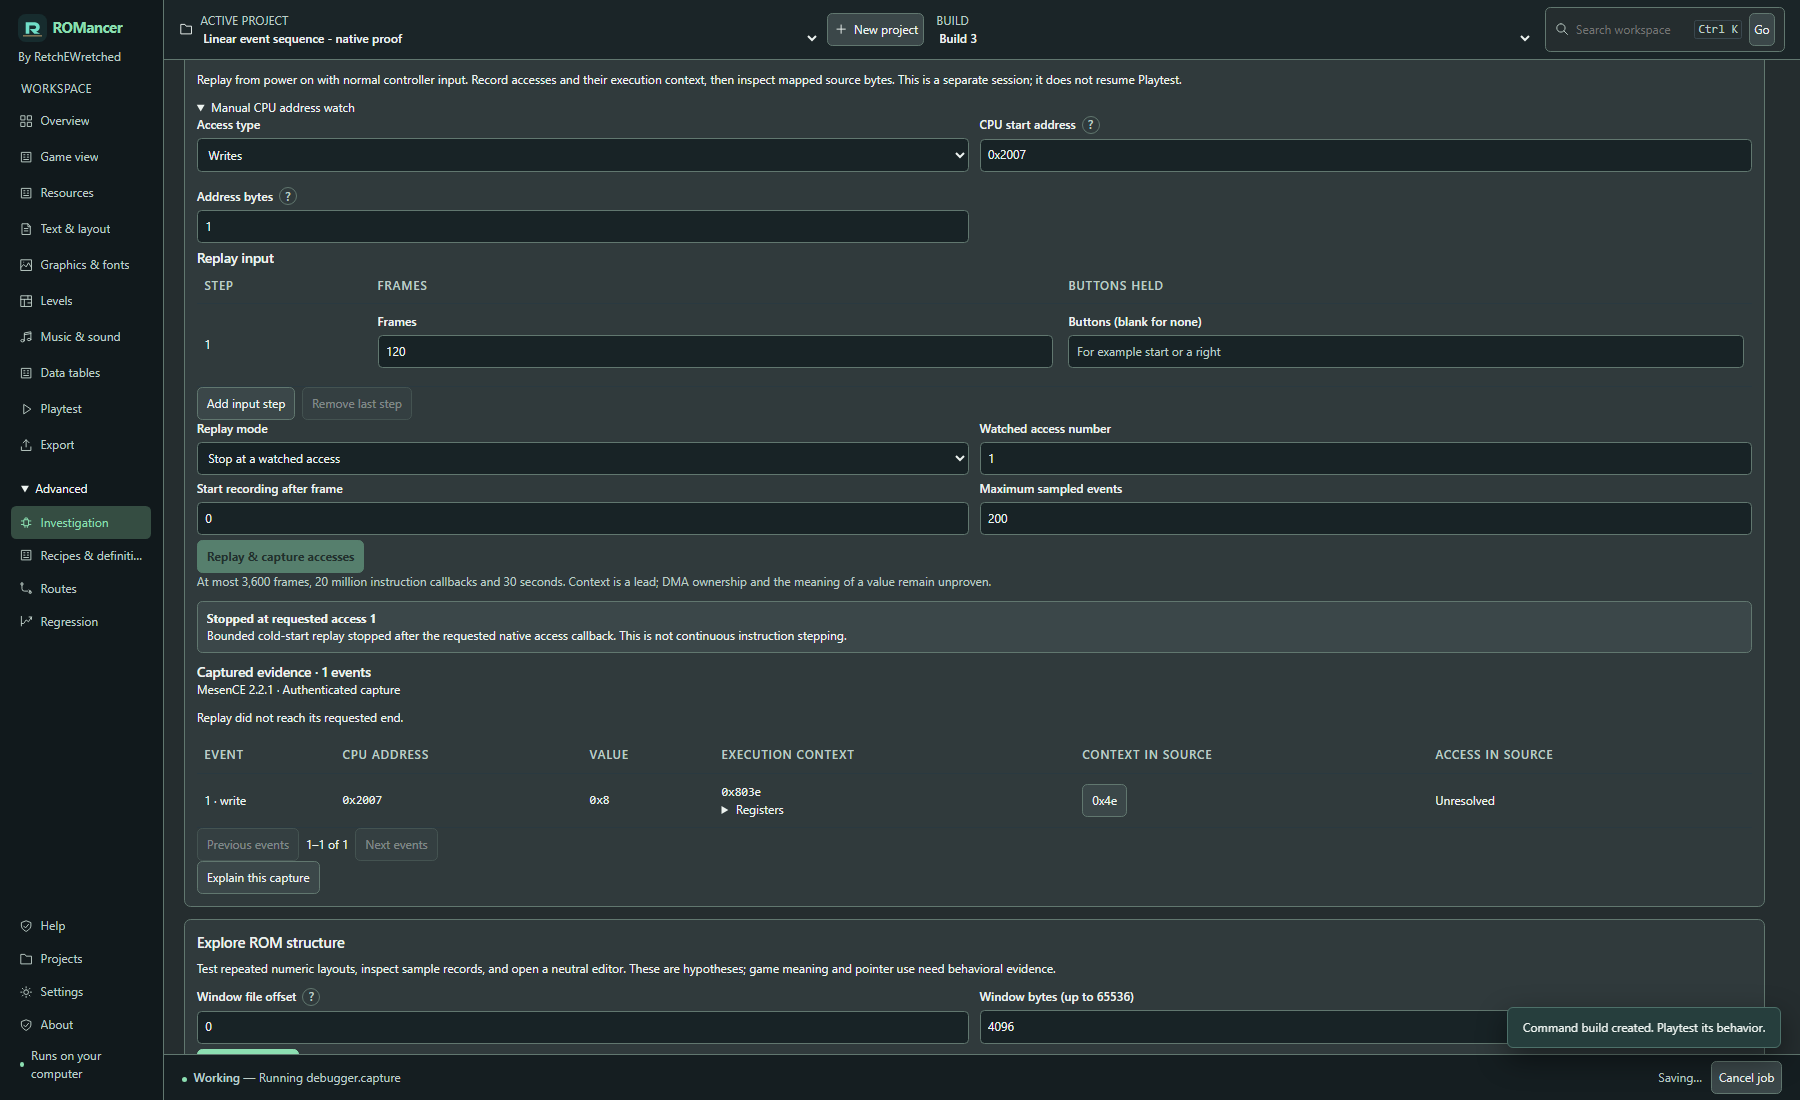 ROMancer
By RetchEWretched
WORKSPACE
Overview
Game view
Resources
Text & layout
Graphics & fonts
Levels
Music & sound
Data tables
Playtest
Export
Advanced
Investigation
Recipes & definiti...
Routes
Regression
Help
Projects
Settings
About
Runs on your
computer
ACTIVE PROJECT
Linear event sequence - native proof
New project
BUILD
Build 3
Search workspace Ctrl K Go
Replay from power on with normal controller input. Record accesses and their execution context, then inspect mapped source bytes. This is a separate session; it does not resume Playtest.
Manual CPU address watch
Access type
Writes
CPU start address ?
0x2007
Address bytes ?
1
Replay input
STEP FRAMES BUTTONS HELD
1
Frames
120
Buttons (blank for none)
For example start or a right
Add input step Remove last step
Replay mode
Stop at a watched access
Watched access number
1
Start recording after frame
0
Maximum sampled events
200
Replay & capture accesses
At most 3,600 frames, 20 million instruction callbacks and 30 seconds. Context is a lead; DMA ownership and the meaning of a value remain unproven.
Stopped at requested access 1
Bounded cold-start replay stopped after the requested native access callback. This is not continuous instruction stepping.
Captured evidence · 1 events
MesenCE 2.2.1 · Authenticated capture
Replay did not reach its requested end.
EVENT CPU ADDRESS VALUE EXECUTION CONTEXT CONTEXT IN SOURCE ACCESS IN SOURCE
1 · write 0x2007 0x8 0x803e 0x4e Unresolved
Registers
Previous events 1–1 of 1 Next events
Explain this capture
Explore ROM structure
Test repeated numeric layouts, inspect sample records, and open a neutral editor. These are hypotheses; game meaning and pointer use need behavioral evidence.
Window file offset ?
0
Window bytes (up to 65536)
4096
Command build created. Playtest its behavior.
Working — Running debugger.capture
Saving... Cancel job